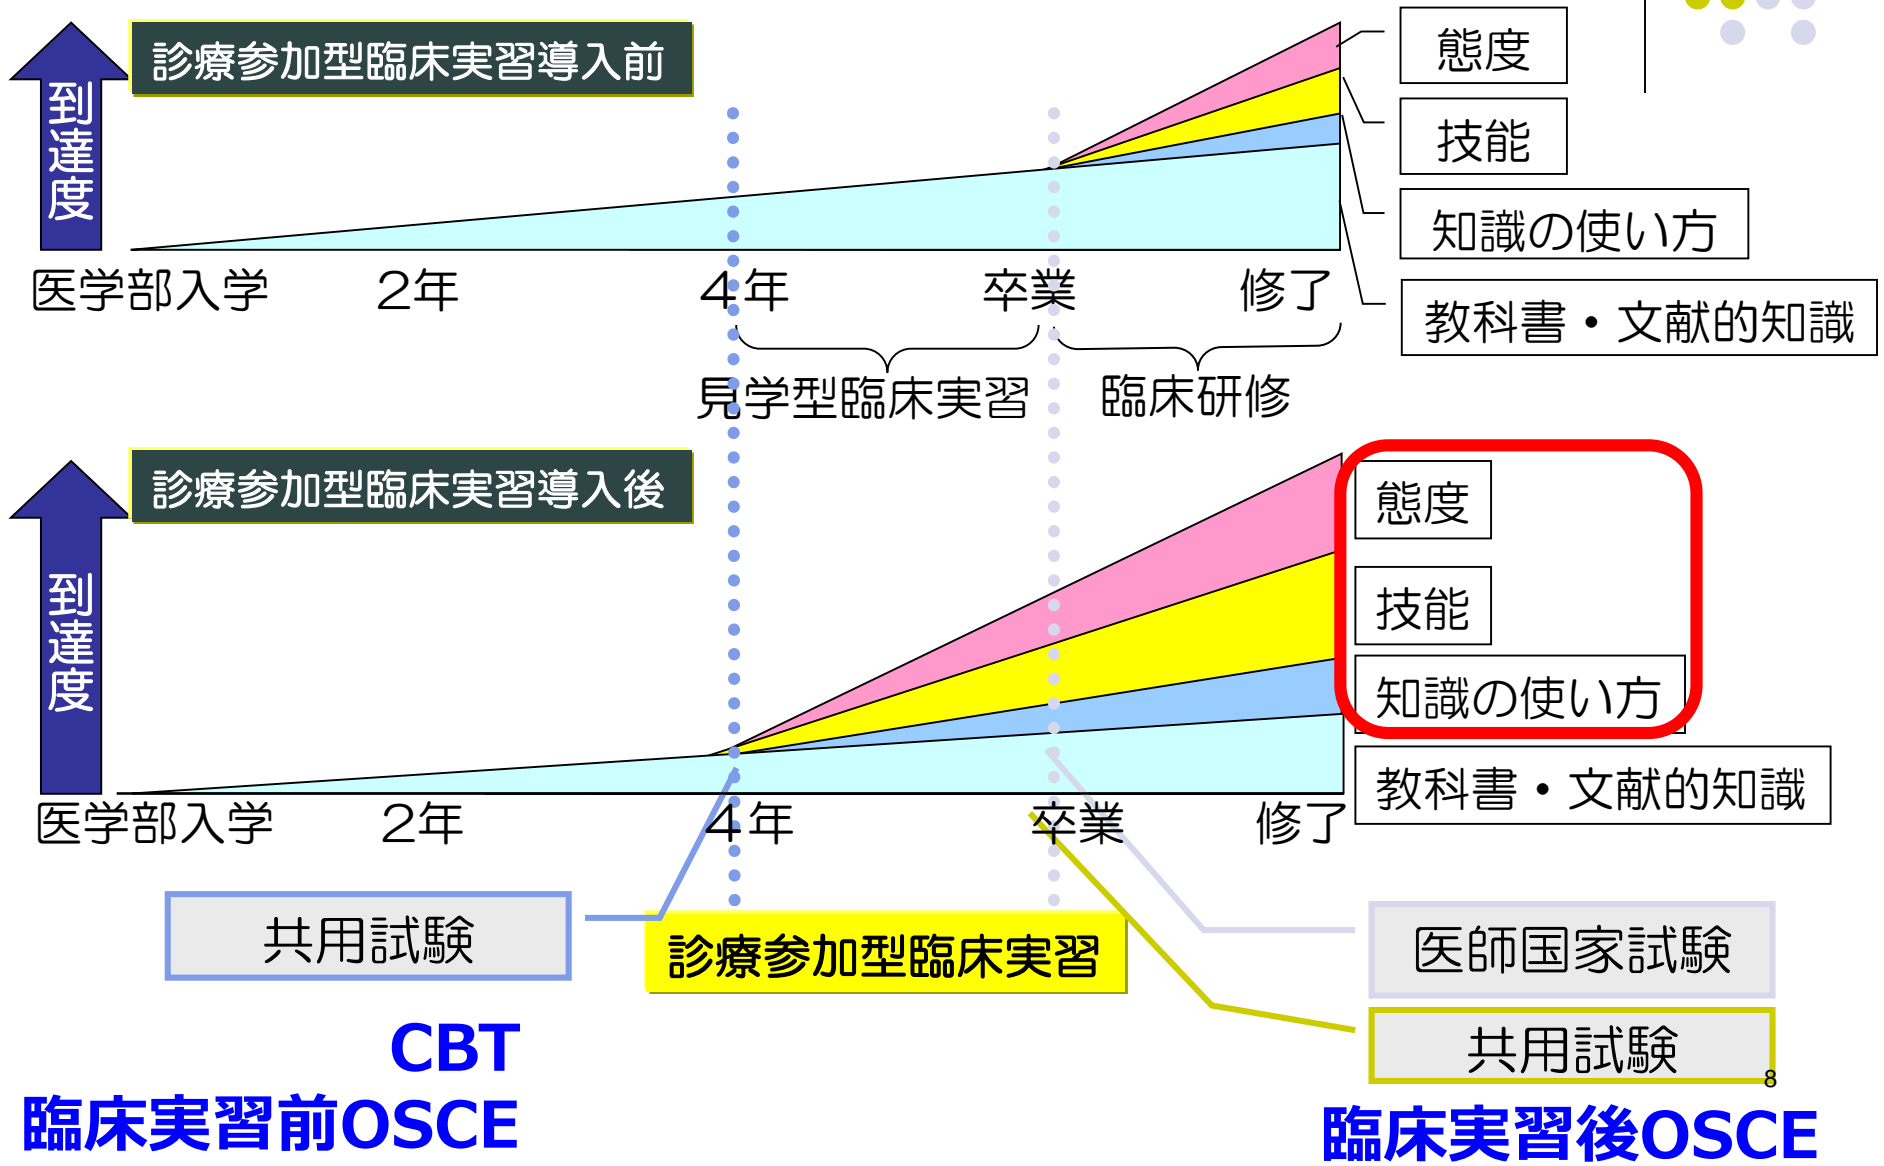 診療参加型臨床実習導入前
到達度
態度
技能
知識の使い方
教科書・文献的知識
医学部入学 2年 4年 卒業 修了
見学型臨床実習 臨床研修
診療参加型臨床実習導入後
到達度
態度
技能
知識の使い方
教科書・文献的知識
医学部入学 2年 4年 卒業 修了
共用試験
診療参加型臨床実習
医師国家試験
共用試験
8
CBT
臨床実習前OSCE
臨床実習後OSCE